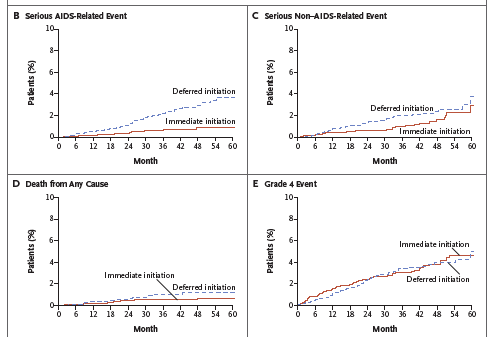 B Serious AIDS-Related Event
10
8
6
4
2
0
Patients (%)
Deferred initiation
Immediate initiation
0 6 12 18 24 30 36 42 48 54 60
Month
C Serious Non–AIDS-Related Event
10
8
6
4
2
0
Patients (%)
Deferred initiation
Immediate initiation
0 6 12 18 24 30 36 42 48 54 60
Month
D Death from Any Cause
10
8
6
4
2
0
Patients (%)
Immediate initiation
Deferred initiation
0 6 12 18 24 30 36 42 48 54 60
Month
E Grade 4 Event
10
8
6
4
2
0
Patients (%)
Immediate initiation
Deferred initiation
0 6 12 18 24 30 36 42 48 54 60
Month